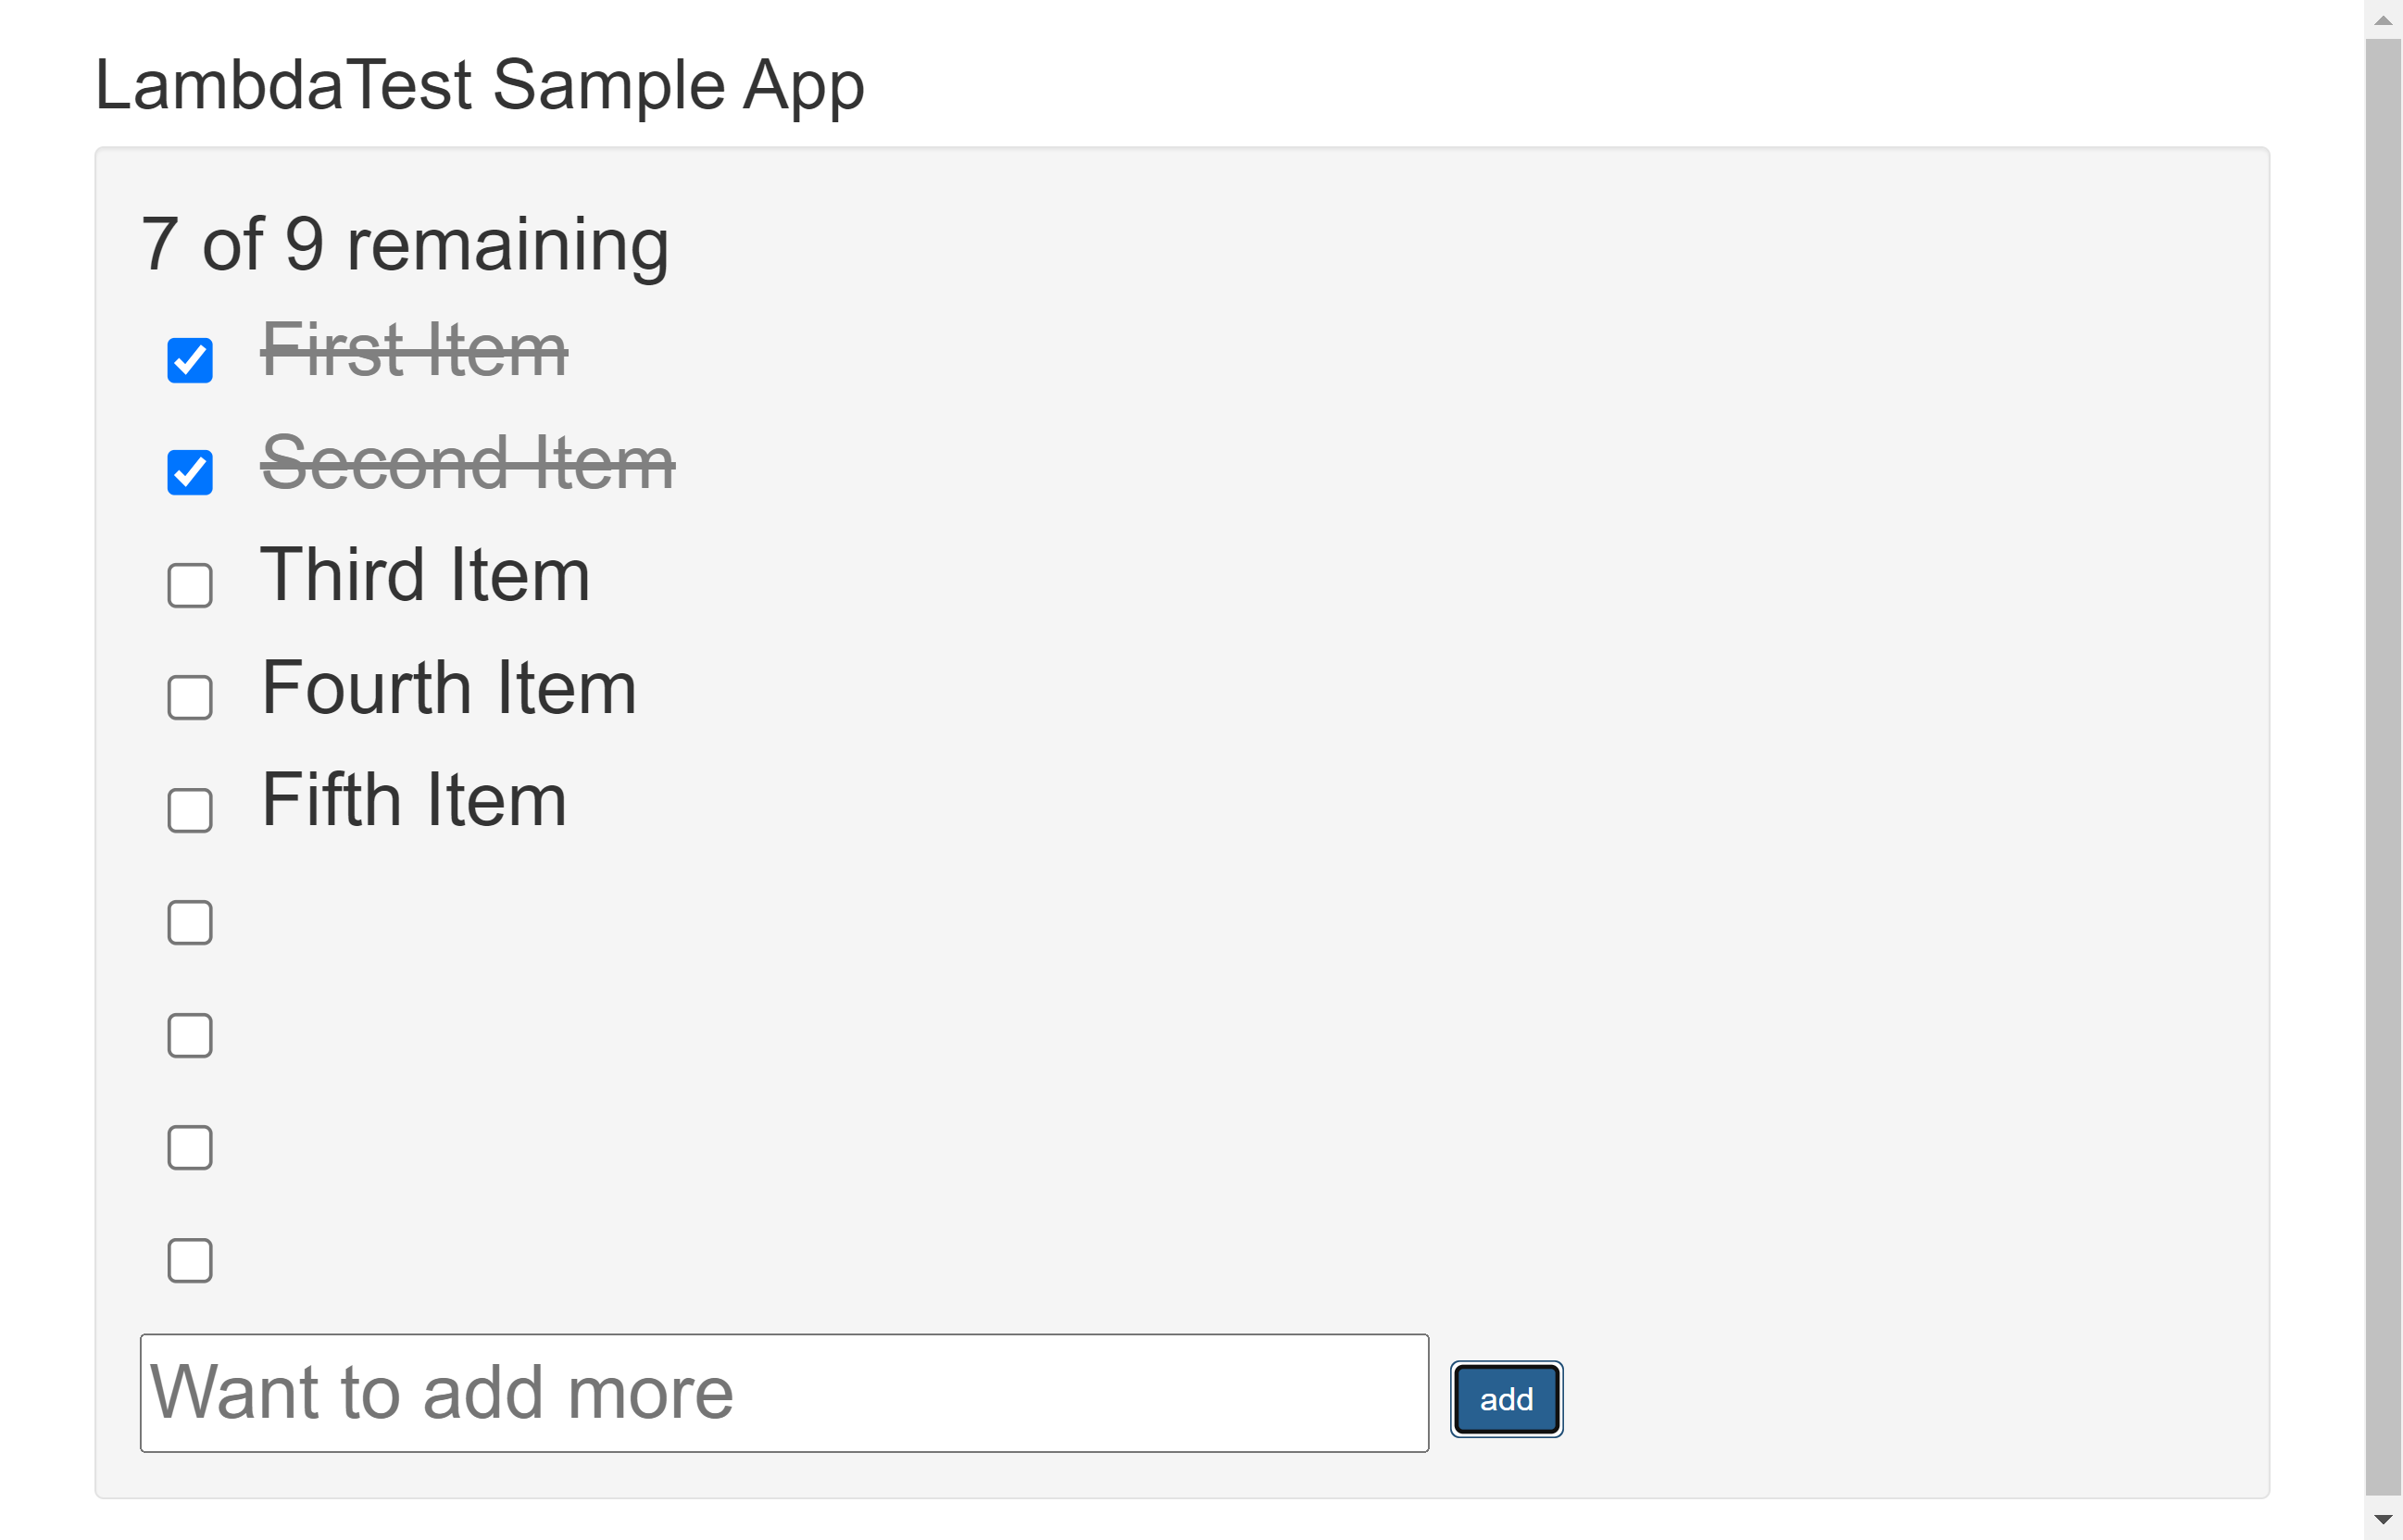 LambdaTest Sample App
7 of 9 remaining
First Item
Second Item
Third Item
Fourth Item
Fifth Item
Want to add more
add